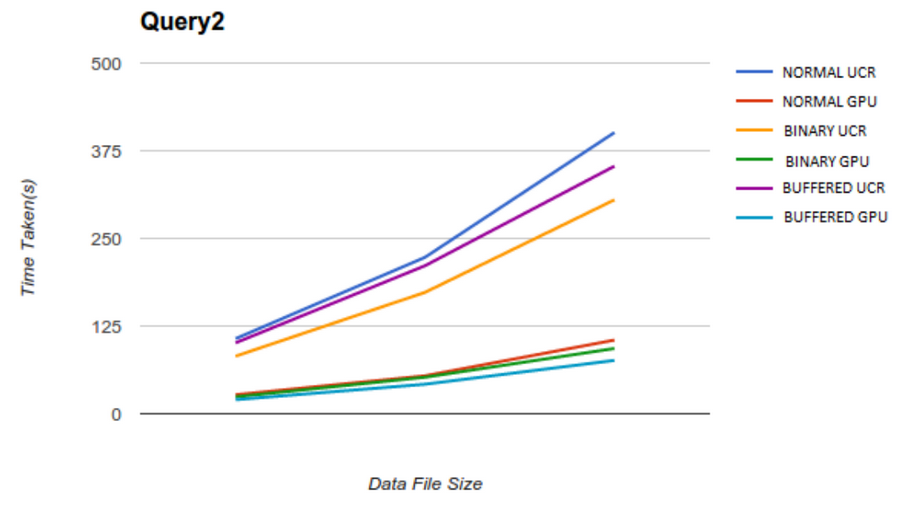 Query2
500
375
250
125
0
Time Taken(s)
Data File Size
NORMAL UCR
NORMAL GPU
BINARY UCR
BINARY GPU
BUFFERED UCR
BUFFERED GPU